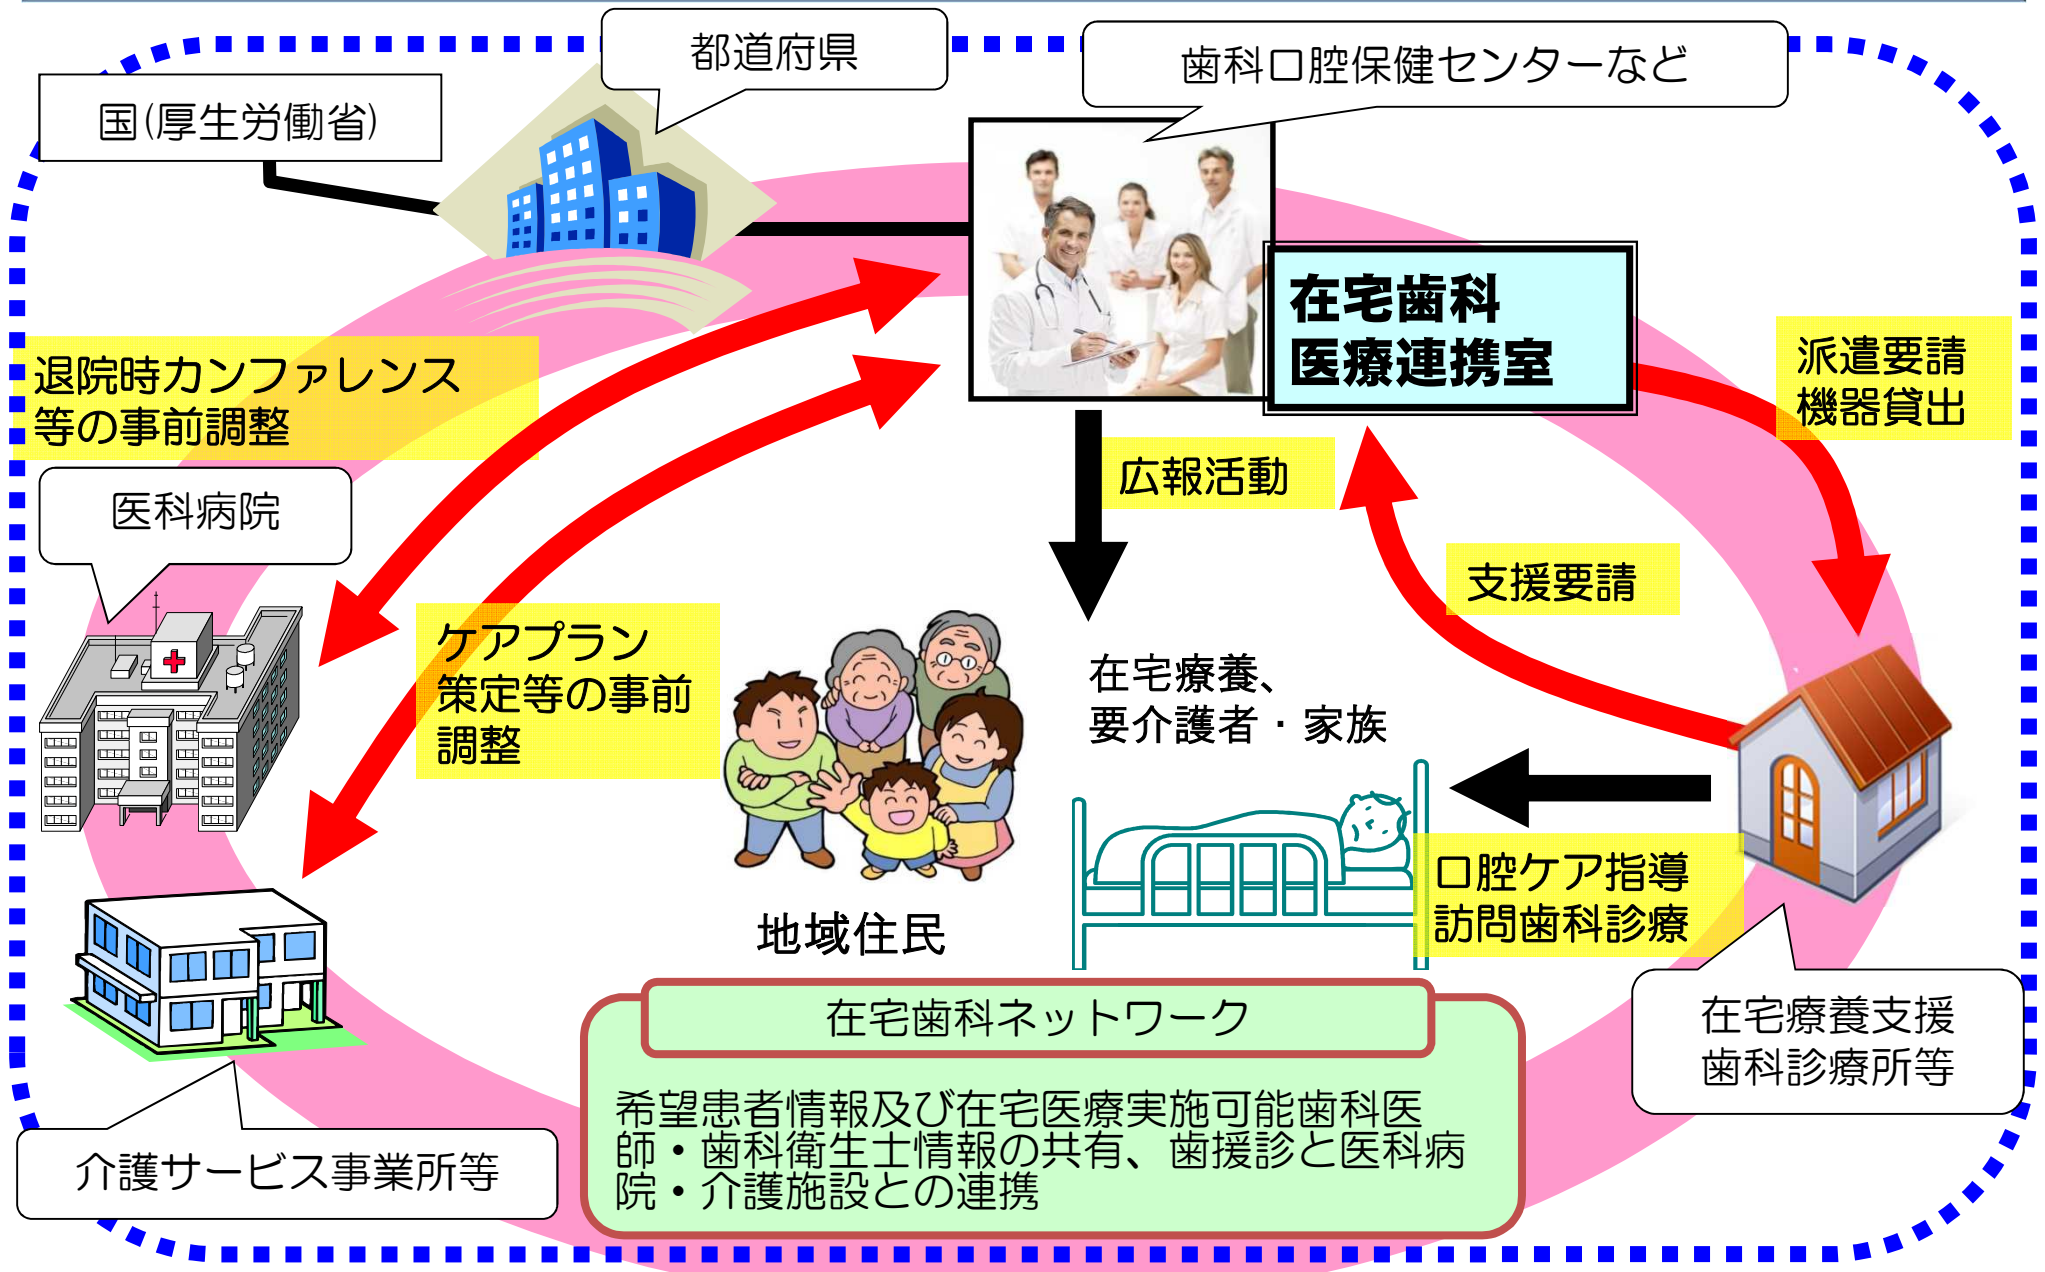 都道府県
歯科口腔保健センターなど
国(厚生労働省)
在宅歯科
医療連携室
退院時カンファレンス
等の事前調整
派遣要請
機器貸出
広報活動
医科病院
支援要請
ケアプラン
策定等の事前
調整
在宅療養、
要介護者・家族
口腔ケア指導
訪問歯科診療
地域住民
在宅歯科ネットワーク
希望患者情報及び在宅医療実施可能歯科医
師・歯科衛生士情報の共有、歯援診と医科病
院・介護施設との連携
在宅療養支援
歯科診療所等
介護サービス事業所等